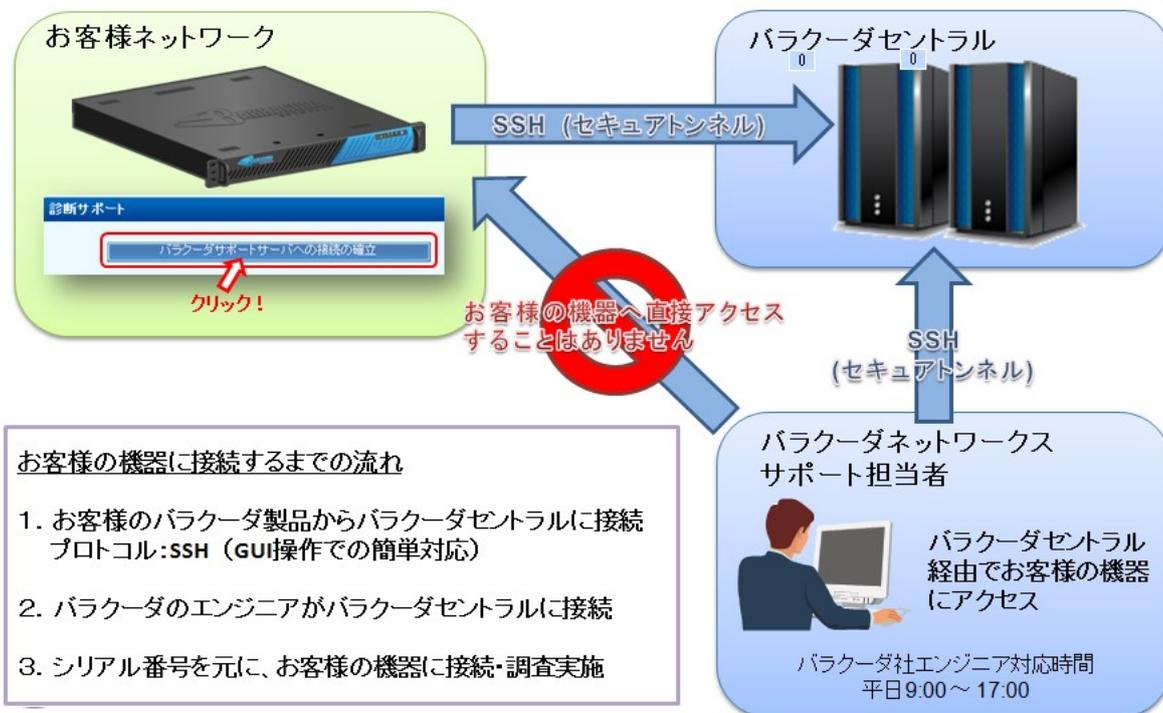 お客様ネットワーク
診断サポート
バラクーダサポートサーバへの接続の確立
クリック!
SSH (セキュアトンネル)
バラクーダセントラル
0
0
お客様の機器へ直接アクセス
することはありません
SSH
(セキュアトンネル)
お客様の機器に接続するまでの流れ
1. お客様のバラクーダ製品からバラクーダセントラルに接続
プロトコル:SSH (GUI操作での簡単対応)
2. バラクーダのエンジニアがバラクーダセントラルに接続
3. シリアル番号を元に、お客様の機器に接続・調査実施
バラクーダネットワークス
サポート担当者
バラクーダセントラル
経由でお客様の機器
にアクセス
バラクーダ社エンジニア対応時間
平日9:00～17:00